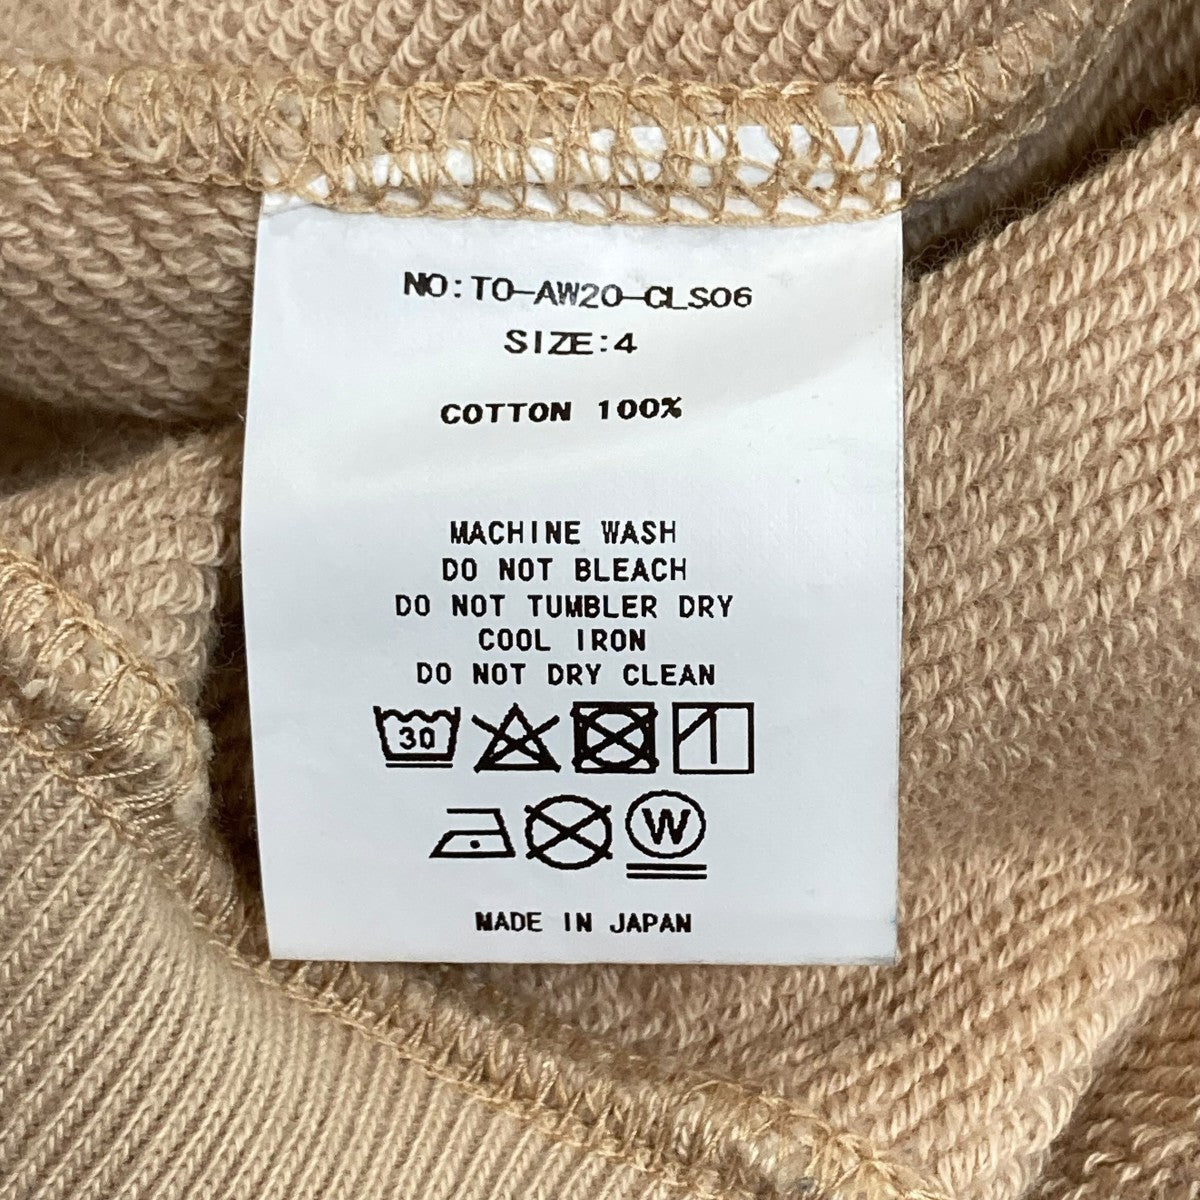 NO:TO-AW20-CLS06
SIZE:4
COTTON 100%
MACHINE WASH
DO NOT BLEACH
DO NOT TUMBLER DRY
COOL IRON
DO NOT DRY CLEAN
30
W
MADE IN JAPAN